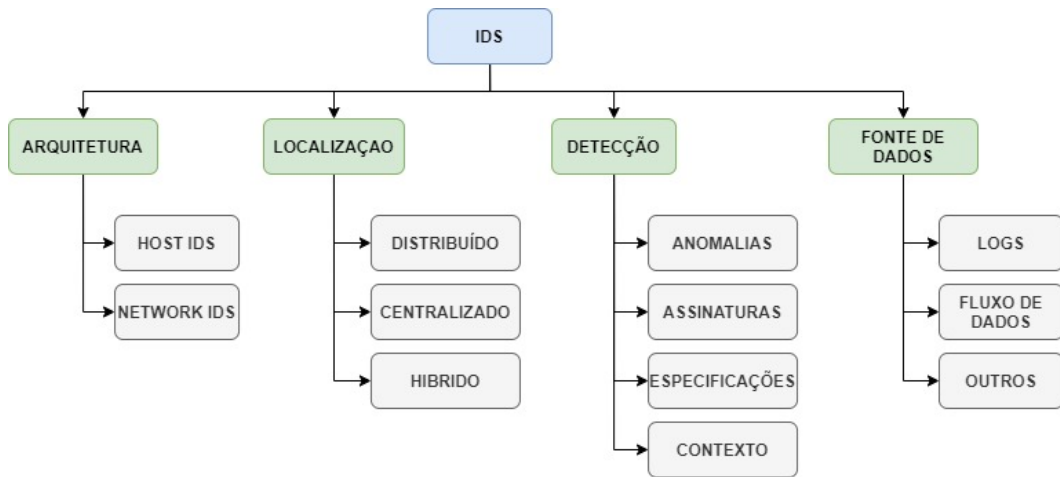 IDS
ARQUITETURA
HOST IDS
NETWORK IDS
LOCALIZAÇAO
DISTRIBUÍDO
CENTRALIZADO
HIBRIDO
DETECÇÃO
ANOMALIAS
ASSINATURAS
ESPECIFICAÇÕES
CONTEXTO
FONTE DE
DADOS
LOGS
FLUXO DE
DADOS
OUTROS